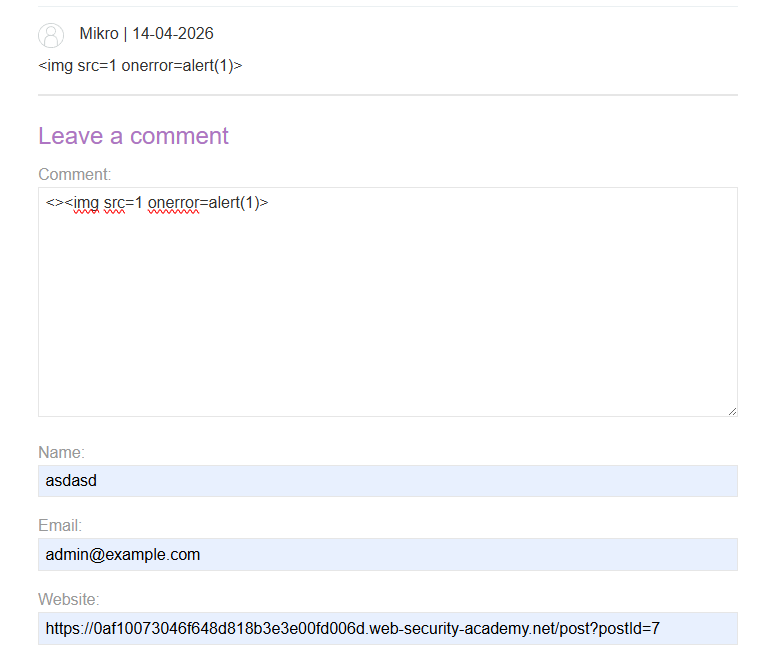 Mikro | 14-04-2026
<img src=1 onerror=alert(1)>
Leave a comment
Comment:
<><img src=1 onerror=alert(1)>
Name:
asdasd
Email:
admin@example.com
Website:
https://0af10073046f648d818b3e3e00fd006d.web-security-academy.net/post?postId=7